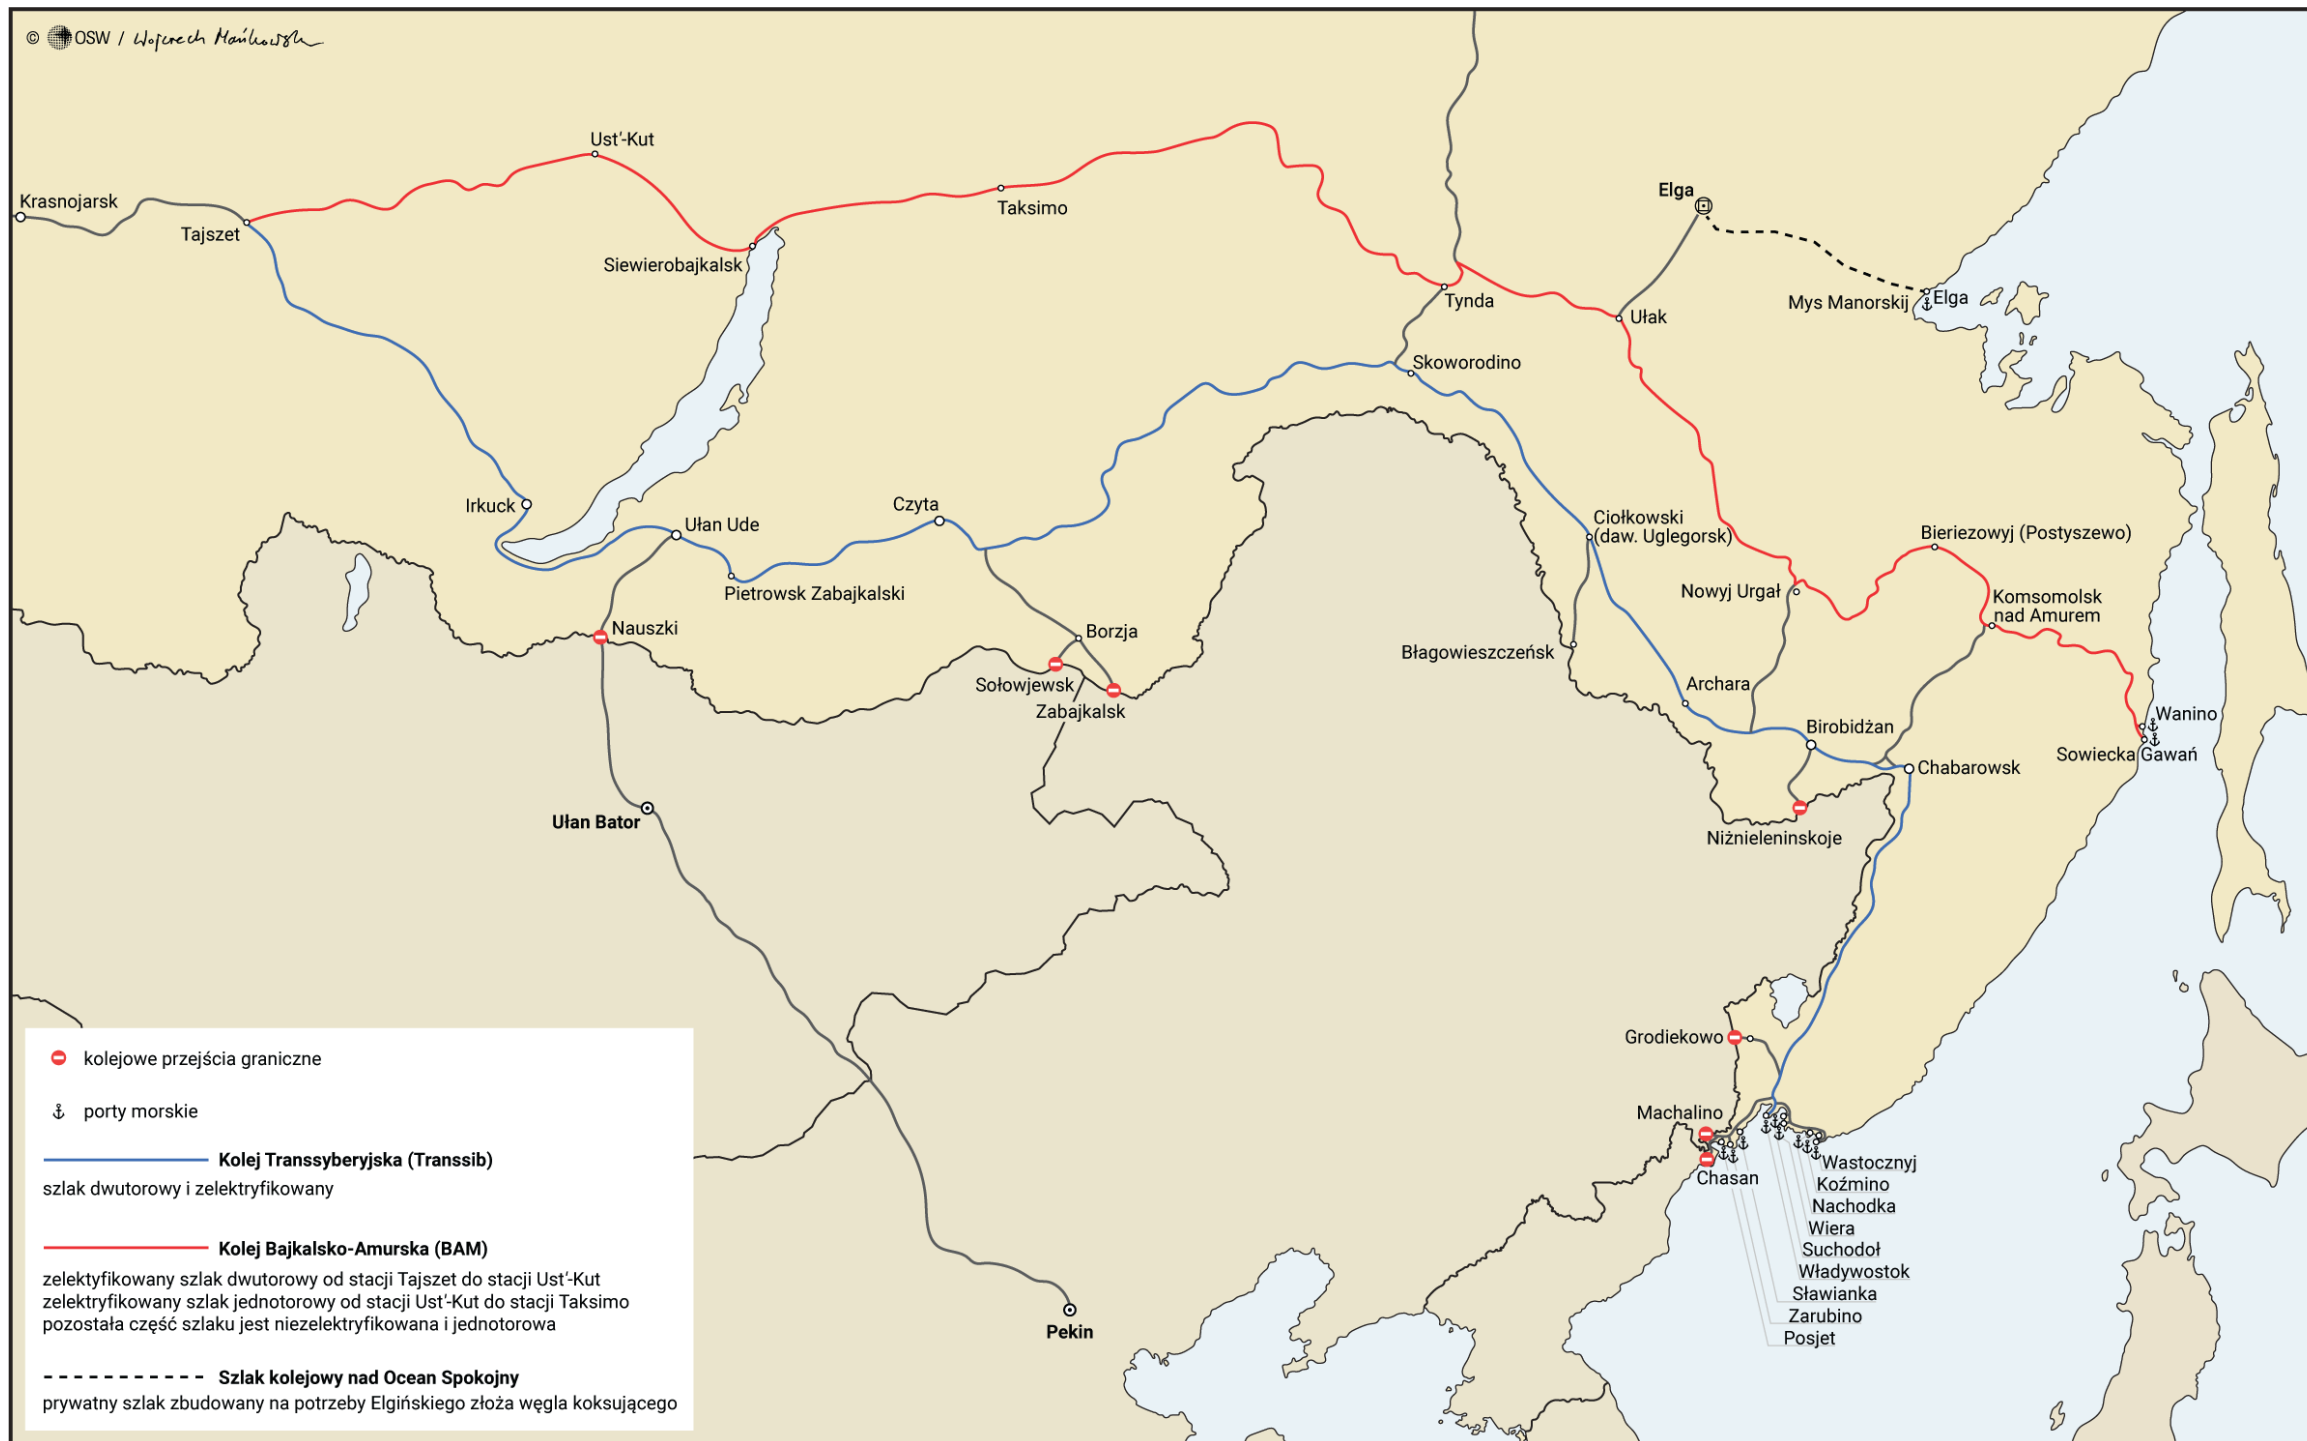 © OSW / Wojciech Mańkowski
Ust'-Kut
Krasnojarsk
Tajszet
Siewierobajkalsk
Taksimo
Elga
Tynda
Mys Manorskij
Elga
Ułak
Skoworodino
Irkuck
Ułan Ude
Czyta
Ciołkowski
(daw. Uglegorsk)
Bieriezowyj (Postyszewo)
Pietrowsk Zabajkalski
Nowyj Urgał
Komsomolsk
nad Amurem
Nauszki
Borzja
Błagowieszczeńsk
Sołowjewsk
Zabajkalsk
Archara
Birobidżan
Wanino
Sowiecka Gawań
Chabarowsk
Ułan Bator
Niżnieleninskoje
Grodiekowo
Machalino
Chasan
Wastocznyj
Koźmino
Nachodka
Wiera
Suchodoł
Władywostok
Sławianka
Zarubino
Posjet
Pekin
kolejowe przejścia graniczne
porty morskie
Kolej Transsyberyjska (Transsib)
szlak dwutorowy i zelektryfikowany
Kolej Bajkalsko-Amurska (BAM)
zelektyfikowany szlak dwutorowy od stacji Tajszet do stacji Ust'-Kut
zelektryfikowany szlak jednotorowy od stacji Ust'-Kut do stacji Taksimo
pozostała część szlaku jest niezelektryfikowana i jednotorowa
Szlak kolejowy nad Ocean Spokojny
prywatny szlak zbudowany na potrzeby Elgińskiego złoża węgla koksującego